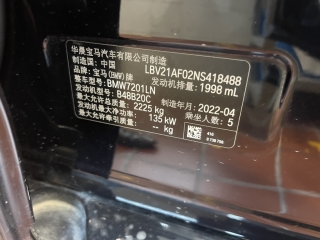 华晨宝马汽车有限公司制造
制造国: 中国 LBV21AF02NS418488
品牌: 宝马(BMW)牌 发动机排量: 1998 mL
整车型号: BMW7201LN
发动机型号: B48B20C 制造年月: 2022-04
最大允许总质量: 2225 kg 乘坐人数: 5
发动机最大净功率: 135 kW
最大允许牵引质量: -- kg